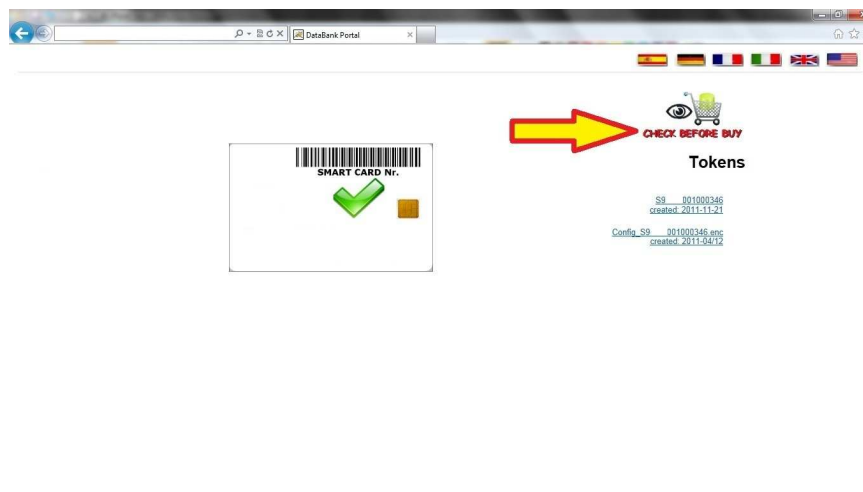 DataBank Portal
CHECK BEFORE BUY
Tokens
SMART CARD Nr.
S9 001000346
created: 2011-11-21
Config_S9 001000346.enc
created: 2011-04/12